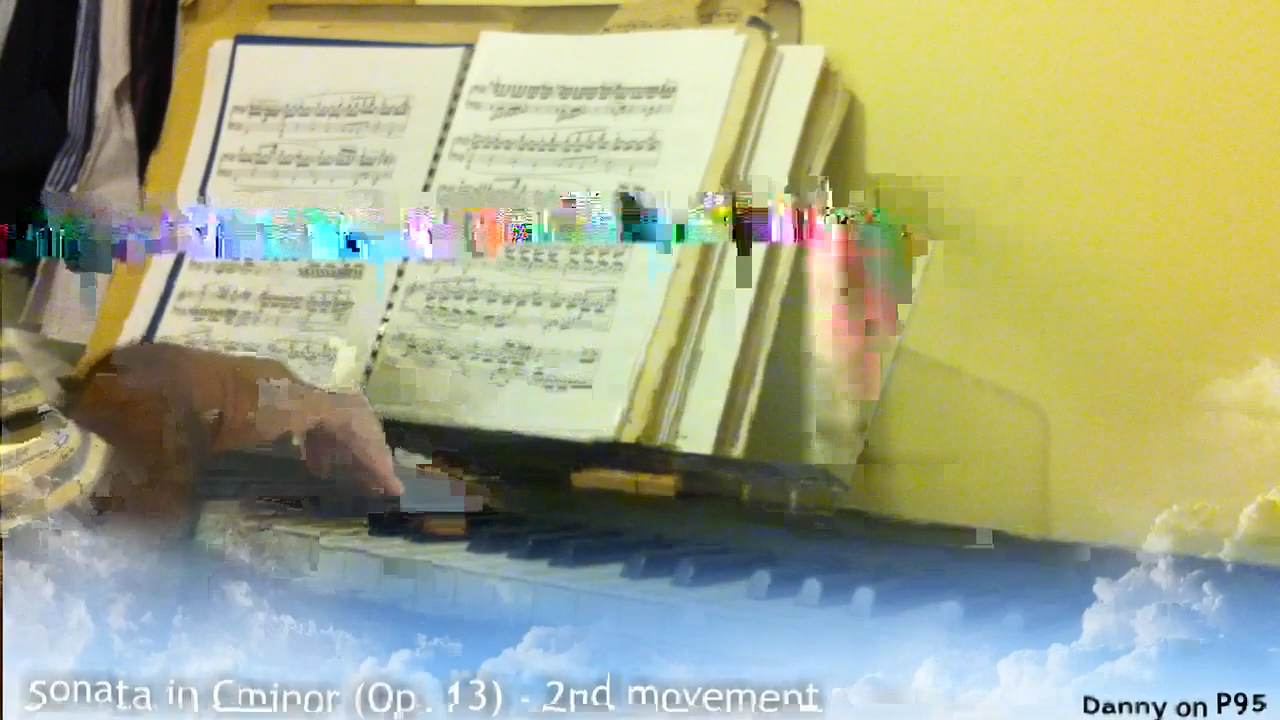 Sonata in Cminor (Op. 13) - 2nd movement
Danny on P95